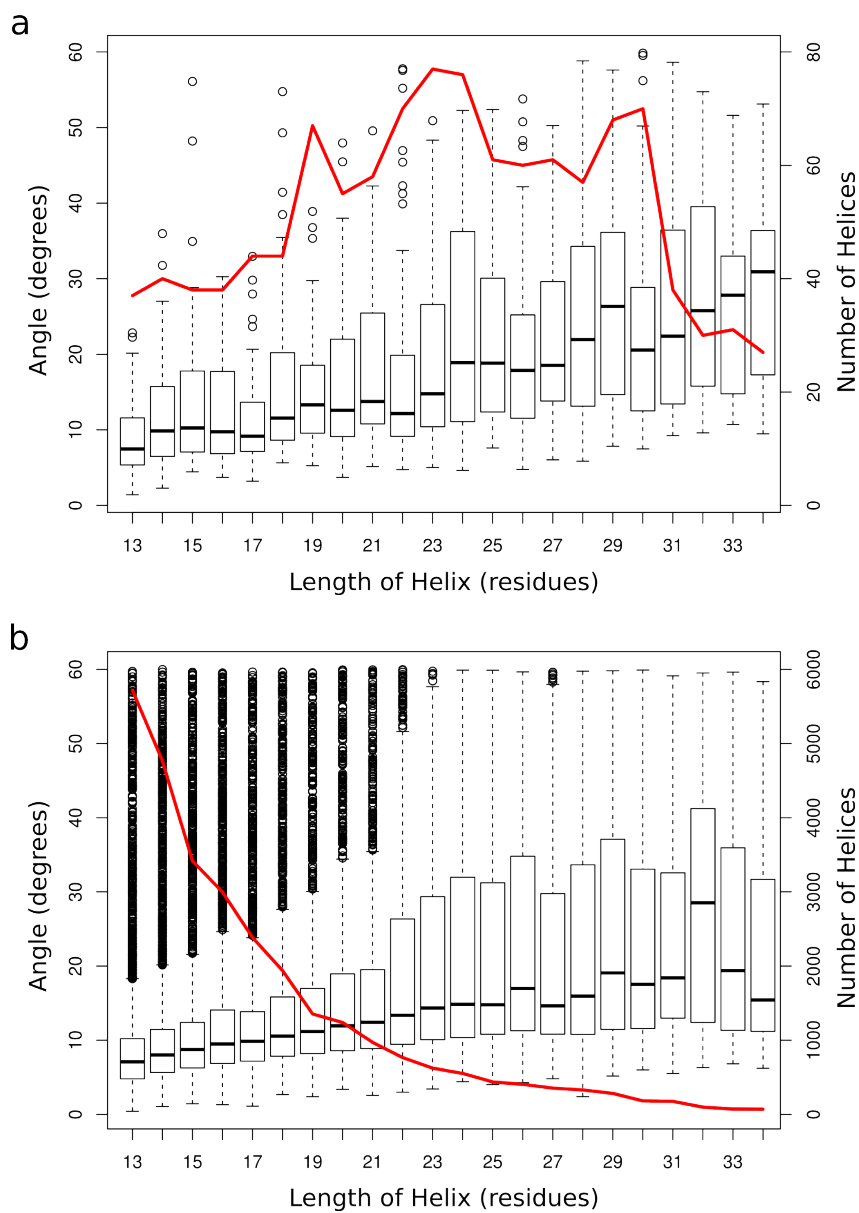 a
60
50
40
30
20
10
0
Angle (degrees)
80
60
40
20
0
Number of Helices
13 15 17 19 21 23 25 27 29 31 33
Length of Helix (residues)
b
60
50
40
30
20
10
0
Angle (degrees)
6000
5000
4000
3000
2000
1000
0
Number of Helices
13 15 17 19 21 23 25 27 29 31 33
Length of Helix (residues)